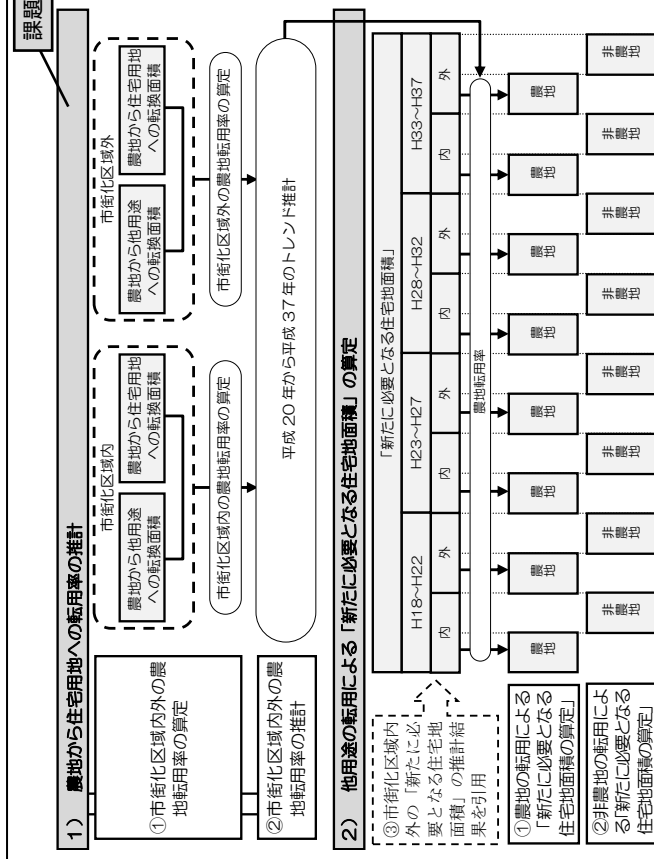 課題
1） 農地から住宅用地への転用率の推計
①市街化区域内外の農
地転用率の算定
市街化区域内
農地から他用途
への転換面積
農地から住宅用地
への転換面積
市街化区域内の農地転用率の算定
市街化区域外
農地から他用途
への転換面積
農地から住宅用地
への転換面積
市街化区域外の農地転用率の算定
②市街化区域内外の農
地転用率の推計
平成 20 年から平成 37 年のトレンド推計
2） 他用途の転用による「新たに必要となる住宅地面積」の算定
③市街化区域内
外の「新たに必
要となる住宅地
面積」の推計結
果を引用
「新たに必要となる住宅地面積」
H18～H22
H23～H27
H28～H32
H33～H37
内
外
内
外
内
外
内
外
農地転用率
①農地の転用による
「新たに必要となる
住宅地面積の算定」
農地
農地
農地
農地
農地
農地
農地
農地
②非農地の転用によ
る「新たに必要となる
住宅地面積の算定」
非農地
非農地
非農地
非農地
非農地
非農地
非農地
非農地